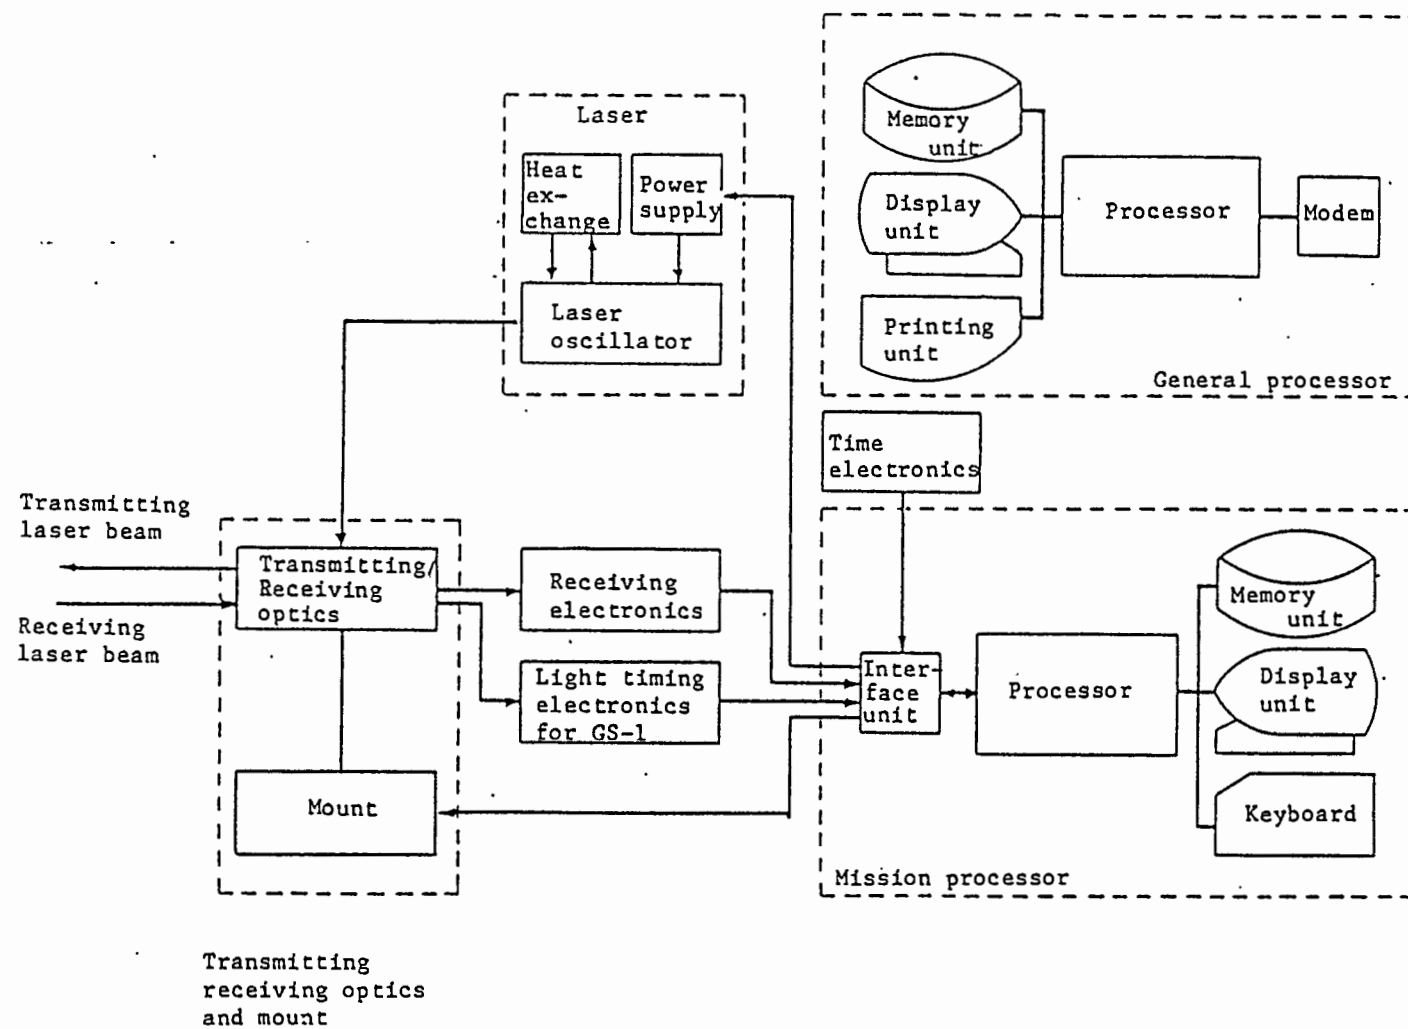 Laser
Heat
ex-
change
Power
supply
Laser
oscillator
Memory
unit
Display
unit
Printing
unit
Processor
Modem
General processor
Time
electronics
Transmitting
laser beam
Receiving
laser beam
Transmitting/
Receiving
optics
Receiving
electronics
Light timing
electronics
for GS-1
Mount
Inter-
face
unit
Processor
Memory
unit
Display
unit
Keyboard
Mission processor
Transmitting
receiving optics
and mount